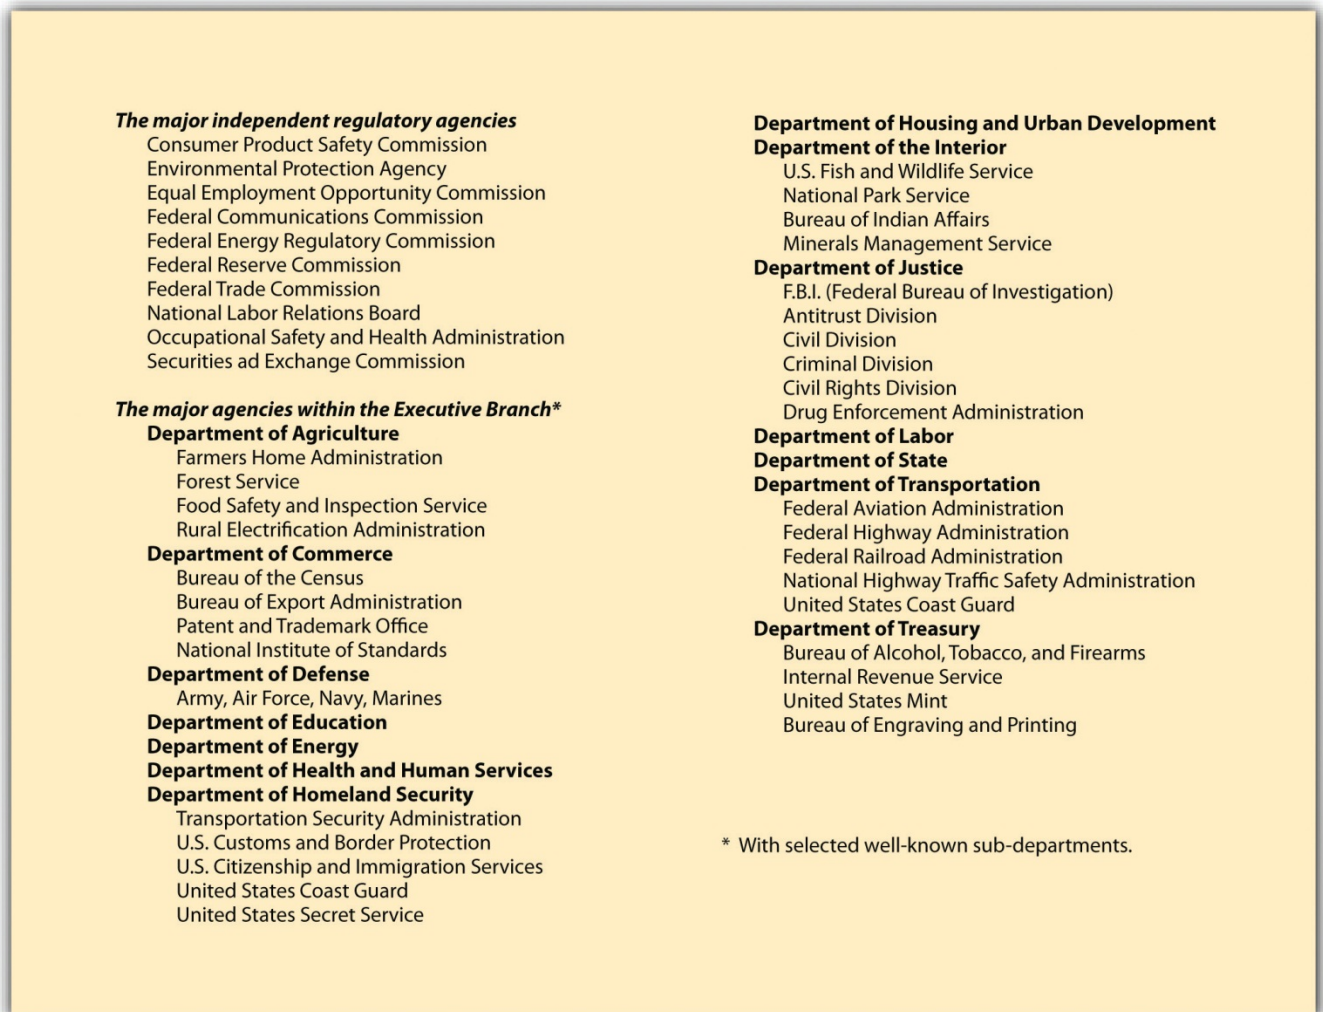 The major independent regulatory agencies
Consumer Product Safety Commission
Environmental Protection Agency
Equal Employment Opportunity Commission
Federal Communications Commission
Federal Energy Regulatory Commission
Federal Reserve Commission
Federal Trade Commission
National Labor Relations Board
Occupational Safety and Health Administration
Securities ad Exchange Commission
The major agencies within the Executive Branch*
Department of Agriculture
Farmers Home Administration
Forest Service
Food Safety and Inspection Service
Rural Electrification Administration
Department of Commerce
Bureau of the Census
Bureau of Export Administration
Patent and Trademark Office
National Institute of Standards
Department of Defense
Army, Air Force, Navy, Marines
Department of Education
Department of Energy
Department of Health and Human Services
Department of Homeland Security
Transportation Security Administration
U.S. Customs and Border Protection
U.S. Citizenship and Immigration Services
United States Coast Guard
United States Secret Service
Department of Housing and Urban Development
Department of the Interior
U.S. Fish and Wildlife Service
National Park Service
Bureau of Indian Affairs
Minerals Management Service
Department of Justice
F.B.I. (Federal Bureau of Investigation)
Antitrust Division
Civil Division
Criminal Division
Civil Rights Division
Drug Enforcement Administration
Department of Labor
Department of State
Department of Transportation
Federal Aviation Administration
Federal Highway Administration
Federal Railroad Administration
National Highway Traffic Safety Administration
United States Coast Guard
Department of Treasury
Bureau of Alcohol, Tobacco, and Firearms
Internal Revenue Service
United States Mint
Bureau of Engraving and Printing
* With selected well-known sub-departments.